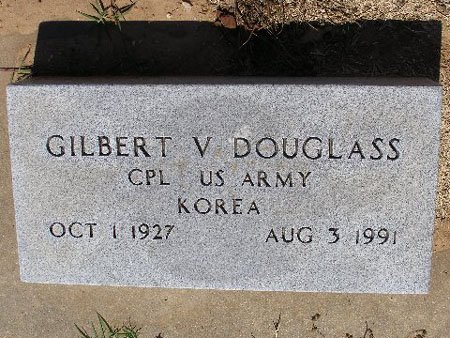 GILBERT V DOUGLASS
CPL US ARMY
KOREA
OCT 1 1927 AUG 3 1991